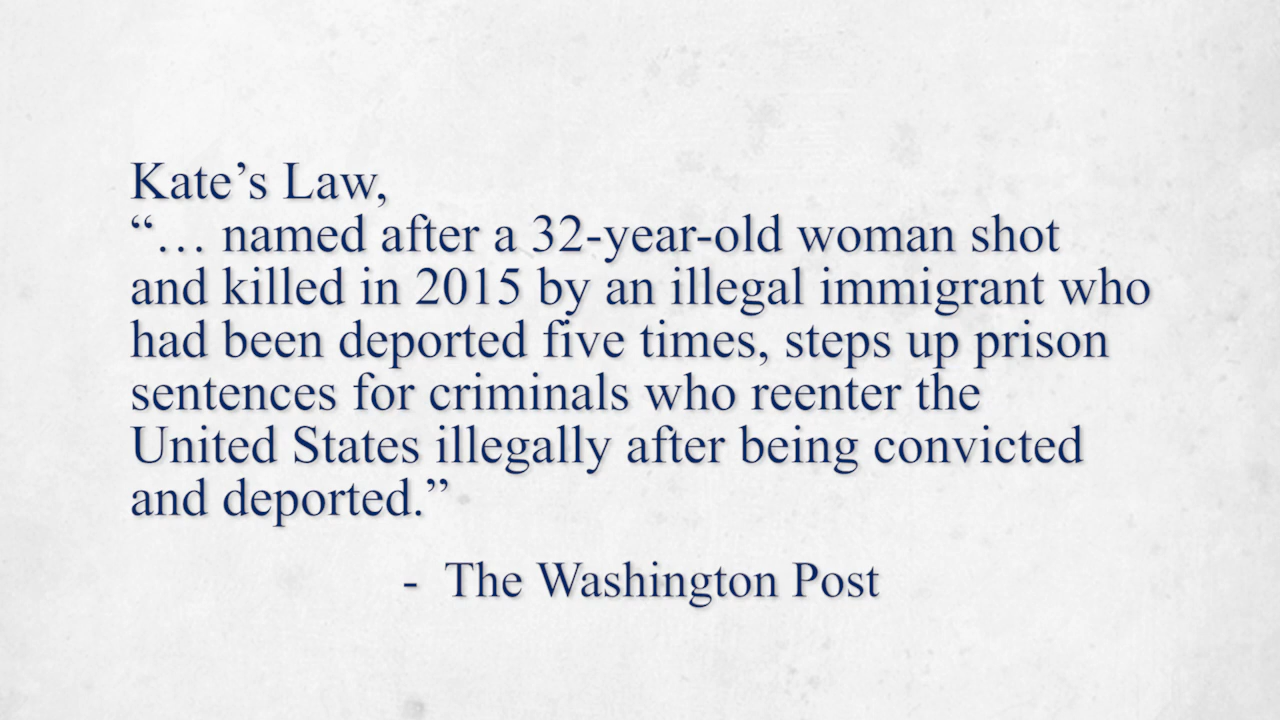 Kate’s Law,
“… named after a 32-year-old woman shot
and killed in 2015 by an illegal immigrant who
had been deported five times, steps up prison
sentences for criminals who reenter the
United States illegally after being convicted
and deported.”
- The Washington Post